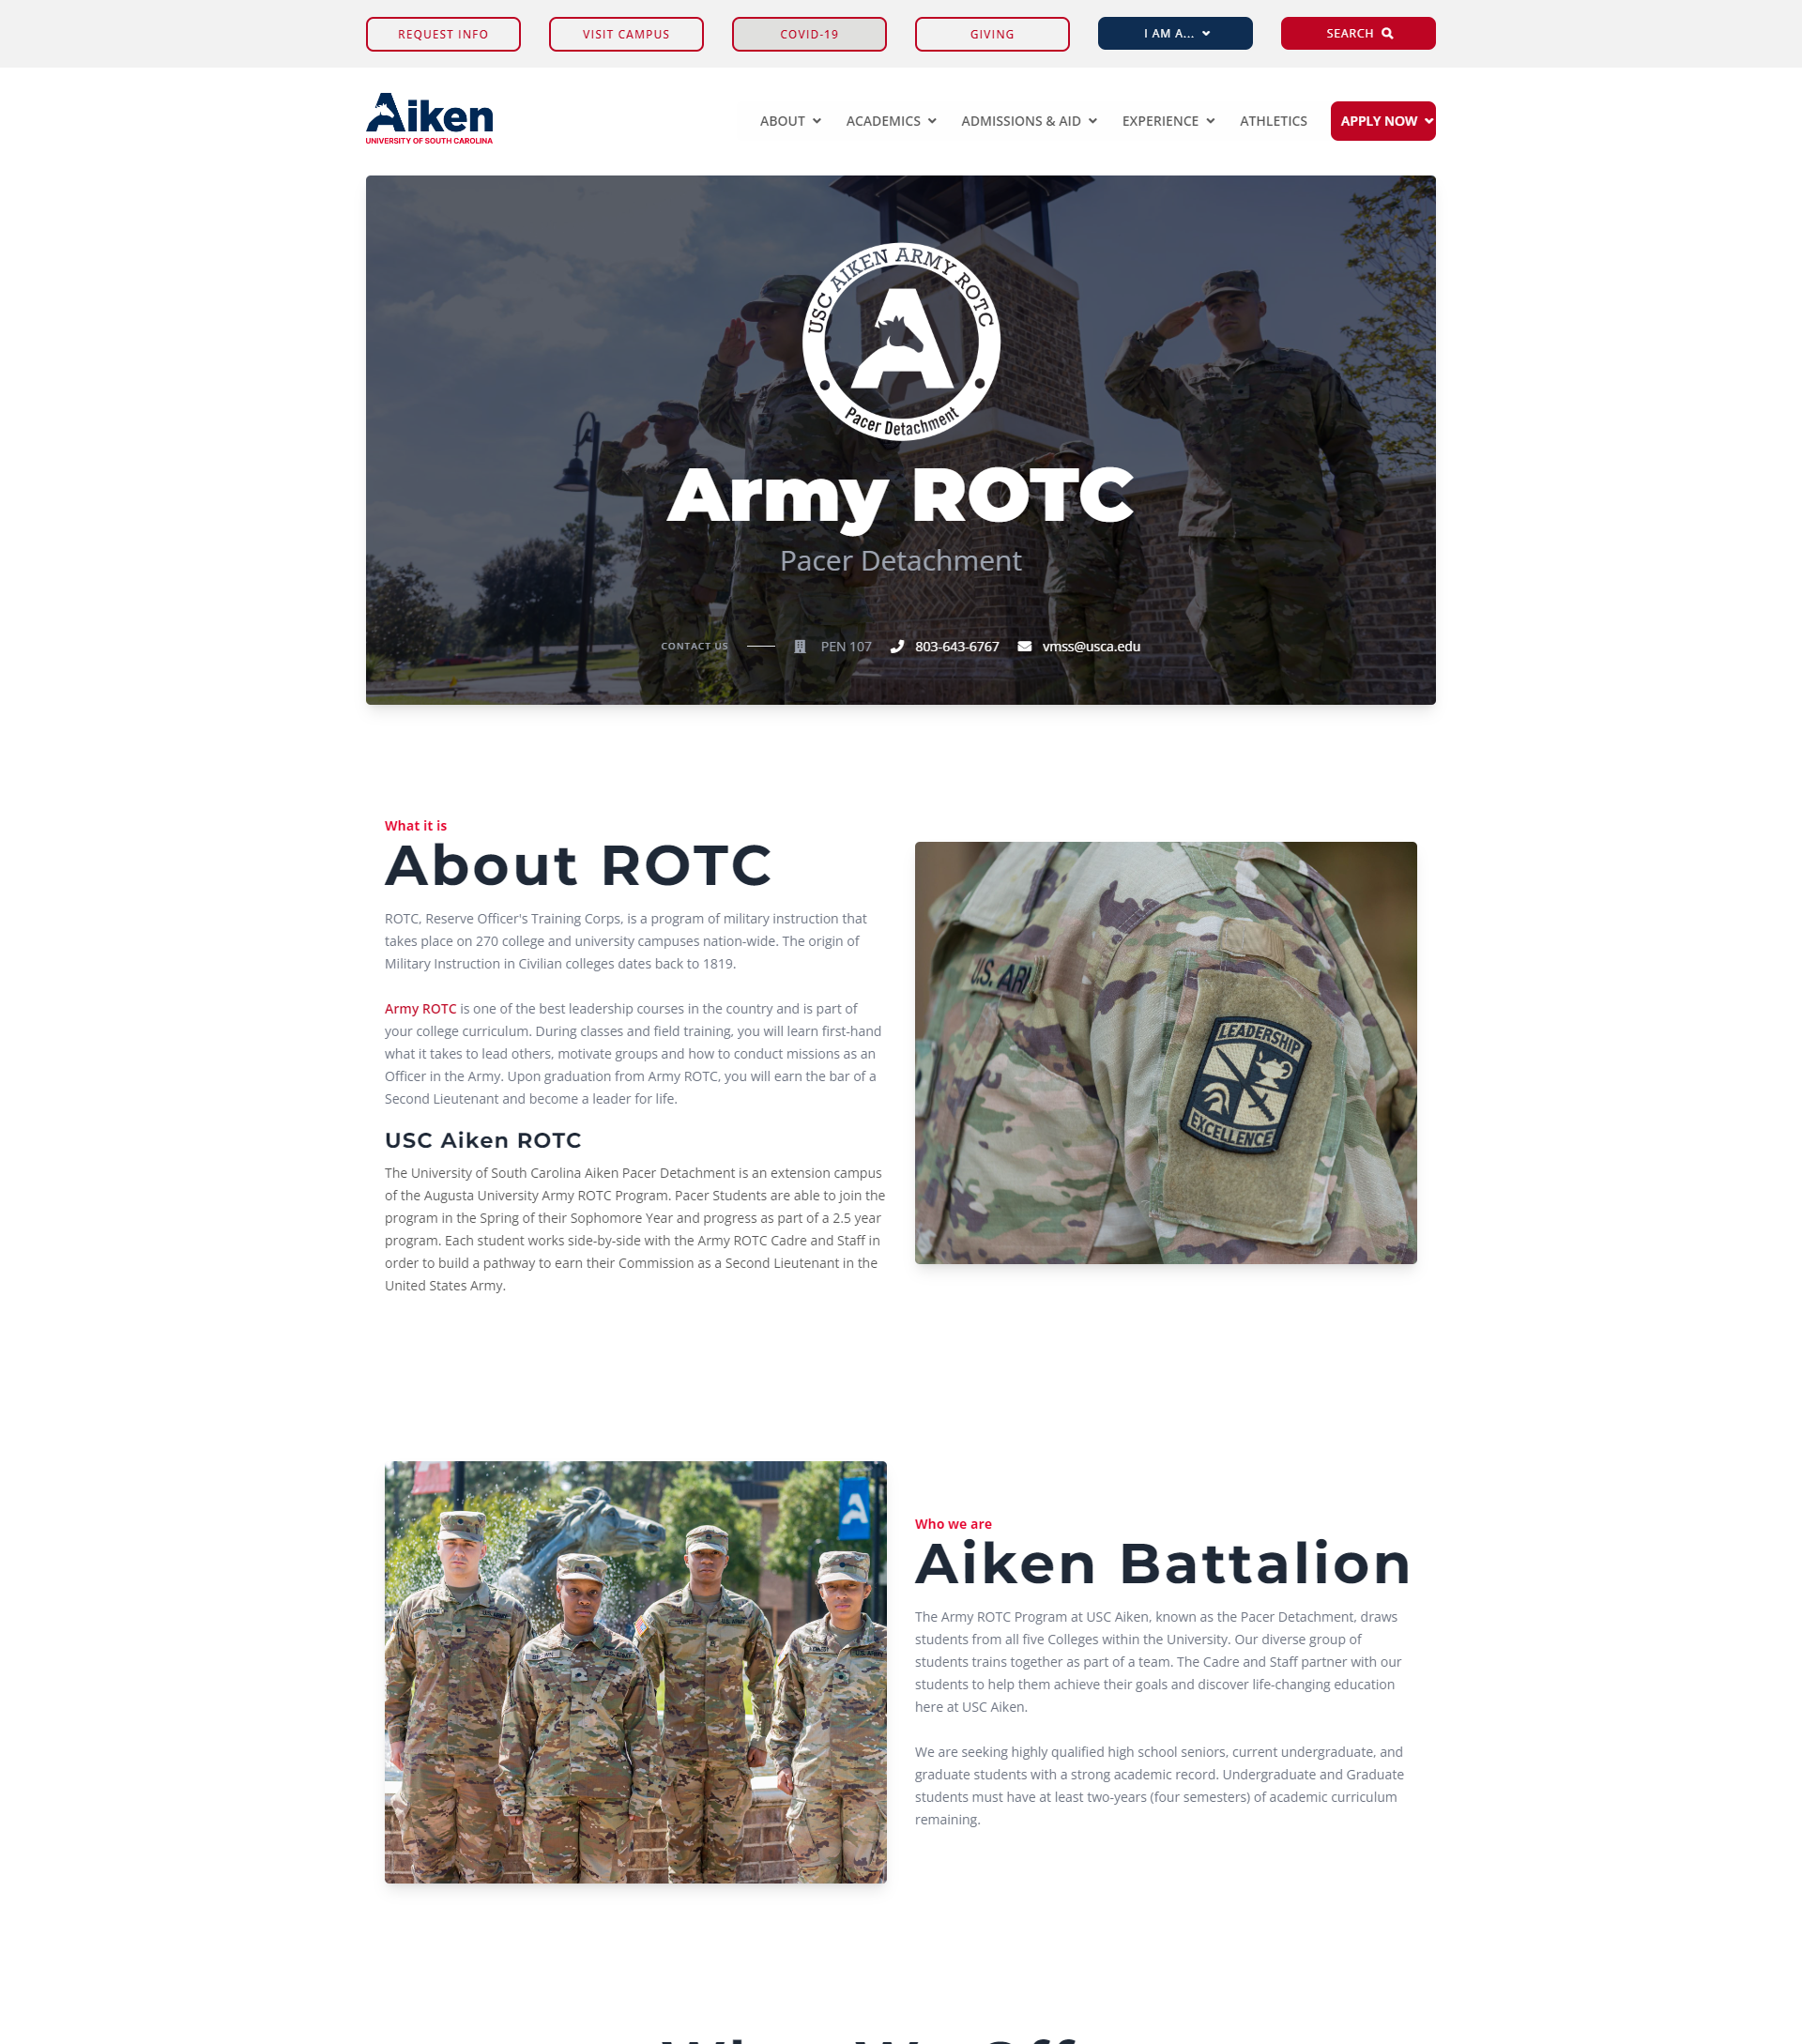 REQUEST INFO
VISIT CAMPUS
COVID-19
GIVING
I AM A...
SEARCH
Aiken
UNIVERSITY OF SOUTH CAROLINA
ABOUT
ACADEMICS
ADMISSIONS & AID
EXPERIENCE
ATHLETICS
APPLY NOW
USC AIKEN ARMY ROTC
A
Pacer Detachment
Army ROTC
Pacer Detachment
CONTACT US
PEN 107
803-643-6767
vmss@usca.edu
What it is
About ROTC
ROTC, Reserve Officer's Training Corps, is a program of military instruction that
takes place on 270 college and university campuses nation-wide. The origin of
Military Instruction in Civilian colleges dates back to 1819.
Army ROTC is one of the best leadership courses in the country and is part of
your college curriculum. During classes and field training, you will learn first-hand
what it takes to lead others, motivate groups and how to conduct missions as an
Officer in the Army. Upon graduation from Army ROTC, you will earn the bar of a
Second Lieutenant and become a leader for life.
USC Aiken ROTC
The University of South Carolina Aiken Pacer Detachment is an extension campus
of the Augusta University Army ROTC Program. Pacer Students are able to join the
program in the Spring of their Sophomore Year and progress as part of a 2.5 year
program. Each student works side-by-side with the Army ROTC Cadre and Staff in
order to build a pathway to earn their Commission as a Second Lieutenant in the
United States Army.
U.S. AR
LEADERSHIP
EXCELLENCE
A
Who we are
Aiken Battalion
The Army ROTC Program at USC Aiken, known as the Pacer Detachment, draws
students from all five Colleges within the University. Our diverse group of
students trains together as part of a team. The Cadre and Staff partner with our
students to help them achieve their goals and discover life-changing education
here at USC Aiken.
We are seeking highly qualified high school seniors, current undergraduate, and
graduate students with a strong academic record. Undergraduate and Graduate
students must have at least two-years (four semesters) of academic curriculum
remaining.